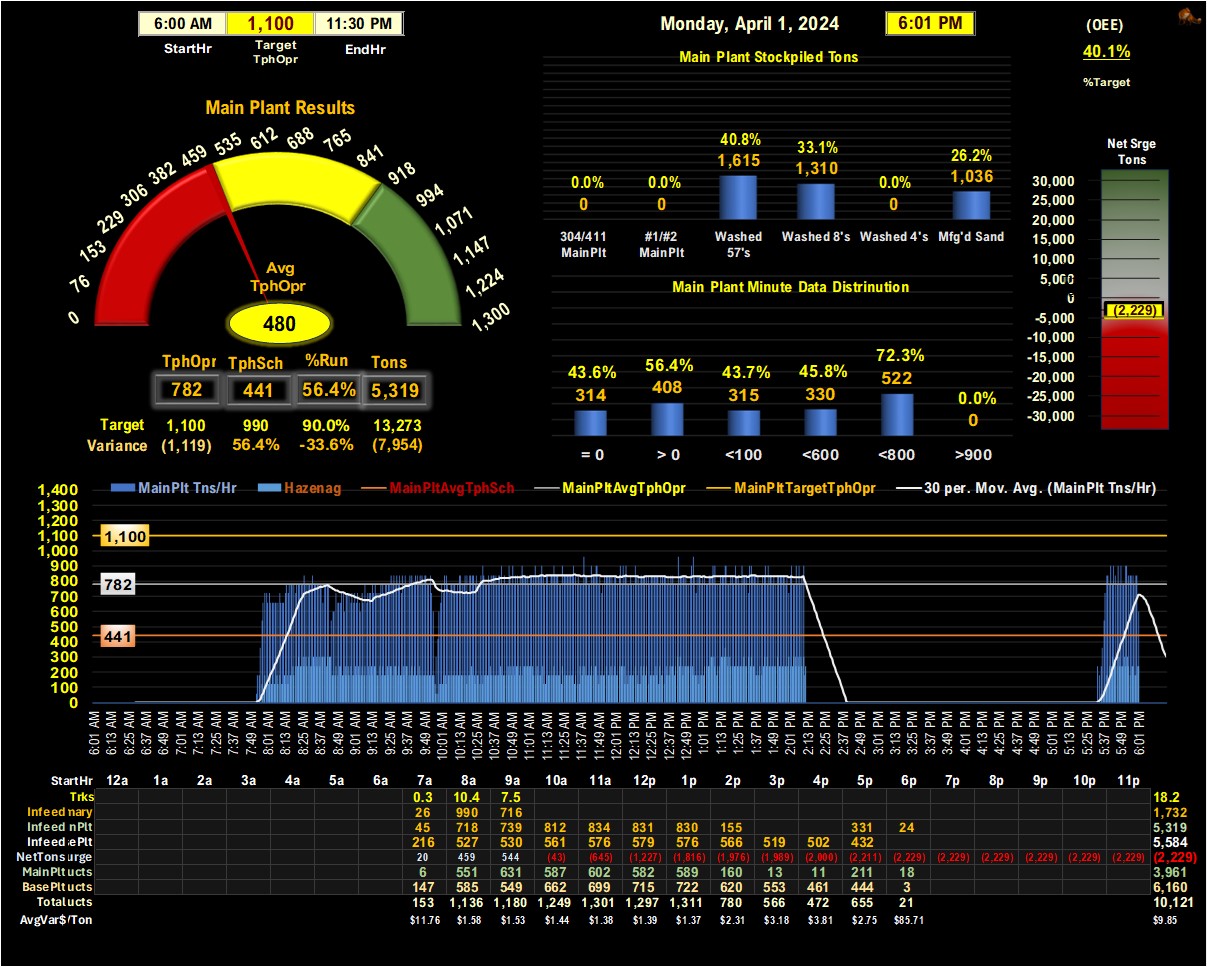 6:00 AM 1,100 11:30 PM
StartHr Target TphOpr EndHr
Monday, April 1, 2024 6:01 PM
(OEE)
40.1%
%Target
Main Plant Results
0 76 153 229 306 382 459 535 612 688 765 841 918 994 1,071 1,147 1,224 1,300
Avg
TphOpr
480
TphOpr TphSch %Run Tons
782 441 56.4% 5,319
Target 1,100 990 90.0% 13,273
Variance (1,119) 56.4% -33.6% (7,954)
Main Plant Stockpiled Tons
0.0% 0.0% 40.8% 33.1% 0.0% 26.2%
0 0 1,615 1,310 0 1,036
304/411 #1/#2 Washed Washed 8's Washed 4's Mfg'd Sand
MainPlt MainPlt 57's
Main Plant Minute Data Distrinution
43.6% 56.4% 43.7% 45.8% 72.3% 0.0%
314 408 315 330 522 0
= 0 > 0 <100 <600 <800 >900
Net Srge
Tons
30,000
25,000
20,000
15,000
10,000
5,000
0
(2,229)
-5,000
-10,000
-15,000
-20,000
-25,000
-30,000
MainPlt Tns/Hr Hazenag MainPltAvgTphSch MainPltAvgTphOpr MainPltTargetTphOpr 30 per. Mov. Avg. (MainPlt Tns/Hr)
1,400
1,300
1,200
1,100 1,100
1,000
900
800 782
700
600
500
400 441
300
200
100
0
6:01 AM 6:13 AM 6:25 AM 6:37 AM 6:49 AM 7:01 AM 7:13 AM 7:25 AM 7:37 AM 7:49 AM 8:01 AM 8:13 AM 8:25 AM 8:37 AM 8:49 AM 9:01 AM 9:13 AM 9:25 AM 9:37 AM 9:49 AM 10:01 AM 10:13 AM 10:25 AM 10:37 AM 10:49 AM 11:01 AM 11:13 AM 11:25 AM 11:37 AM 11:49 AM 12:01 PM 12:13 PM 12:25 PM 12:37 PM 12:49 PM 1:01 PM 1:13 PM 1:25 PM 1:37 PM 1:49 PM 2:01 PM 2:13 PM 2:25 PM 2:37 PM 2:49 PM 3:01 PM 3:13 PM 3:25 PM 3:37 PM 3:49 PM 4:01 PM 4:13 PM 4:25 PM 4:37 PM 4:49 PM 5:01 PM 5:13 PM 5:25 PM 5:37 PM 5:49 PM 6:01 PM
StartHr 12a 1a 2a 3a 4a 5a 6a 7a 8a 9a 10a 11a 12p 1p 2p 3p 4p 5p 6p 7p 8p 9p 10p 11p
Trks 0.3 10.4 7.5 18.2
Infeed nary 26 990 716 1,732
Infeed nPlt 45 718 739 812 834 831 830 155 331 24 5,319
Infeed ePlt 216 527 530 561 576 579 576 566 519 502 432 5,584
NetTons urge 20 459 544 (43) (645) (1,227) (1,816) (1,976) (1,989) (2,000) (2,211) (2,229) (2,229) (2,229) (2,229) (2,229) (2,229) (2,229)
MainPlt ucts 6 551 631 587 602 582 589 160 13 11 211 18 3,961
BasePlt ucts 147 585 549 662 699 715 722 620 553 461 444 3 6,160
Total ucts 153 1,136 1,180 1,249 1,301 1,297 1,311 780 566 472 655 21 10,121
AvgVar$/Ton $11.76 $1.58 $1.53 $1.44 $1.38 $1.39 $1.37 $2.31 $3.18 $3.81 $2.75 $85.71 $9.85